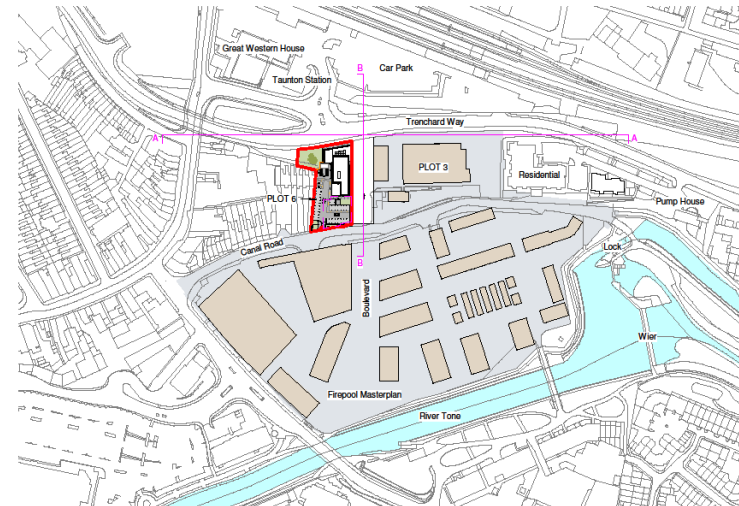 Great Western House
Car Park
B
Taunton Station
Trenchard Way
A
A
PLOT 3
Residential
PLOT 6
Pump House
Canal Road
Lock
B
Boulevard
Wier
Firepool Masterplan
River Tone